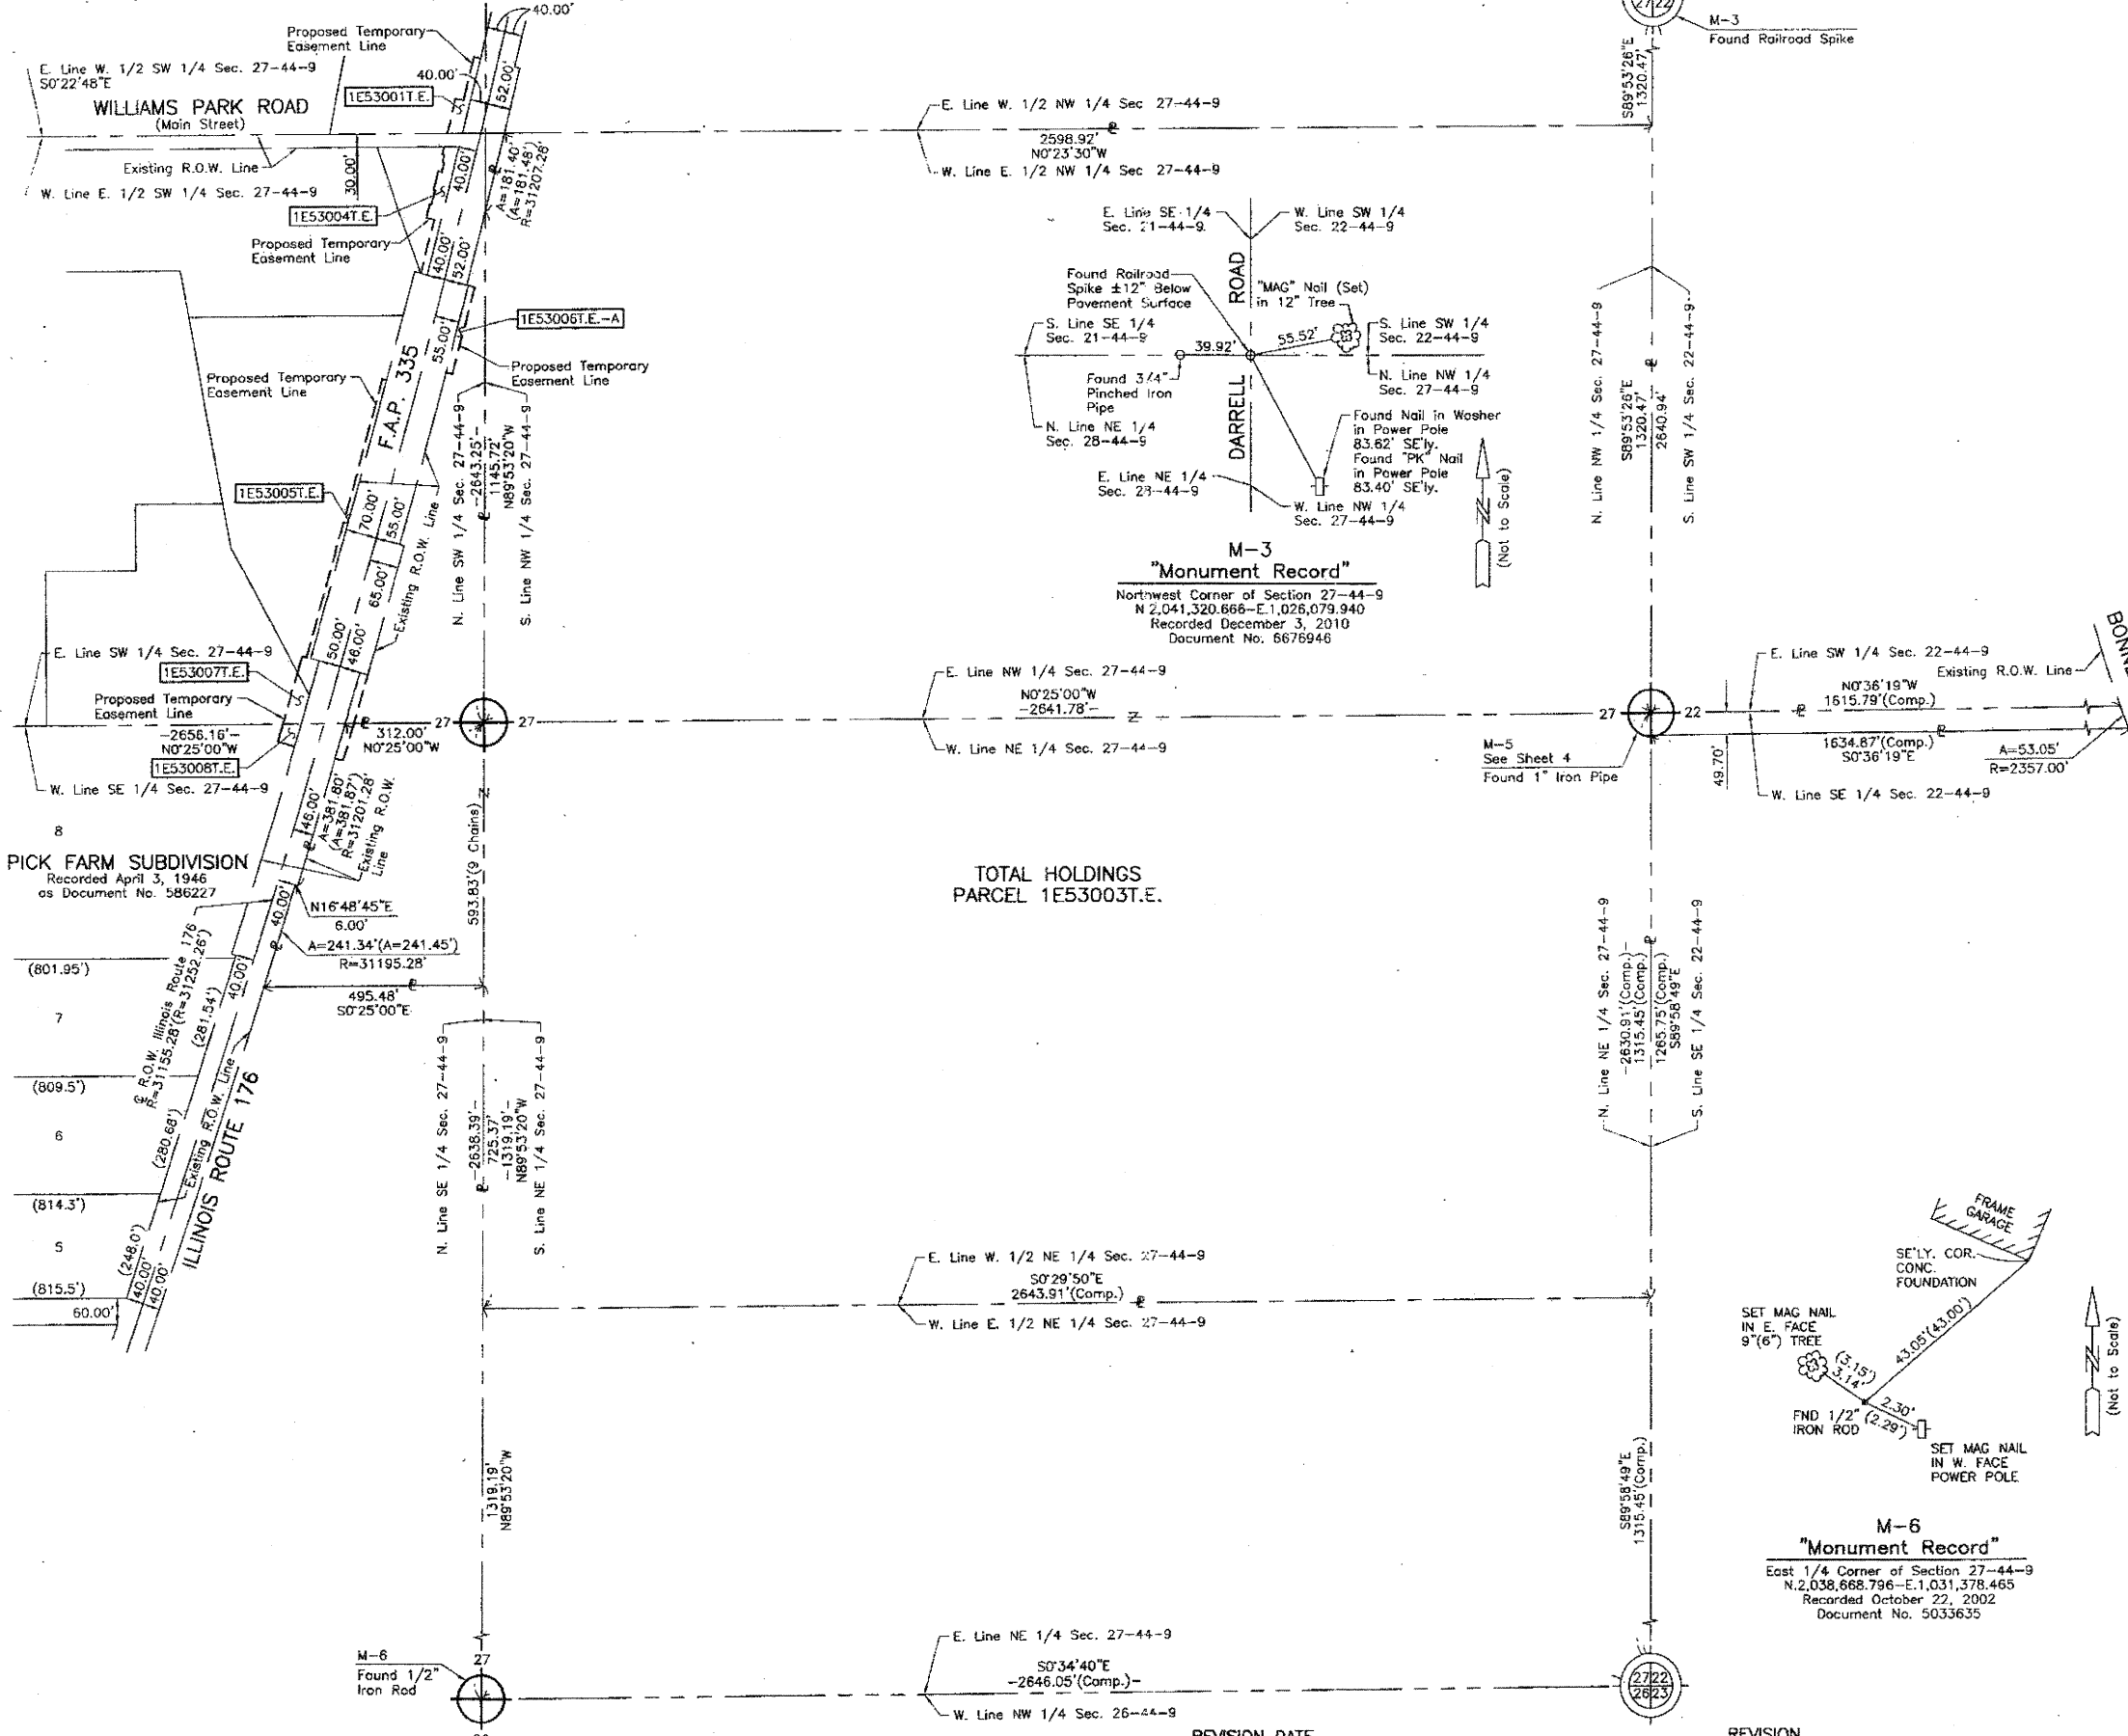 40.00'
Proposed Temporary
Easement Line
E. Line W. 1/2 SW 1/4 Sec. 27-44-9
S0°22'48"E
WILLIAMS PARK ROAD
(Main Street)
40.00'
1E53001T.E.
52.00'
Existing R.O.W. Line
30.00'
W. Line E. 1/2 SW 1/4 Sec. 27-44-9
40.00'
A=181.40'
(A=181.48')
R=31207.28'
1E53004T.E.
Proposed Temporary
Easement Line
40.00'
52.00'
1E53006T.E.-A
55.00'
Proposed Temporary
Easement Line
F.A.P. 335
Proposed Temporary
Easement Line
1E53005T.E.
70.00'
55.00'
65.00'
Existing R.O.W. Line
N. Line SW 1/4 Sec. 27-44-9
-2643.25'-
1145.72'
N89°53'20"W
S. Line NW 1/4 Sec. 27-44-9
50.00'
46.00'
E. Line SW 1/4 Sec. 27-44-9
1E53007T.E.
Proposed Temporary
Easement Line
-2656.16'-
N0°25'00"W
1E53008T.E.
W. Line SE 1/4 Sec. 27-44-9
312.00'
N0°25'00"W
27
27
46.00'
A=381.80'
(A=381.87')
R=31201.28'
Existing R.O.W.
Line
8
PICK FARM SUBDIVISION
Recorded April 3, 1946
as Document No. 586227
593.83'(9 Chains)
40.00'
N16°48'45"E
6.00'
A=241.34'(A=241.45')
R=31195.28'
495.48'
S0°25'00"E
(801.95')
7
(809.5')
6
(814.3')
5
(815.5')
60.00'
℄ R.O.W. Illinois Route 176
R=31155.28'(R=31252.26')
40.00'
(281.54')
(280.68')
(248.0')
40.00'
40.00'
Existing R.O.W. Line
ILLINOIS ROUTE 176
N. Line SE 1/4 Sec. 27-44-9
-2638.39'-
725.37'
-1319.19'-
N89°53'20"W
S. Line NE 1/4 Sec. 27-44-9
1319.19'
N89°53'20"W
M-6
Found 1/2"
Iron Rod
27
E. Line W. 1/2 NW 1/4 Sec 27-44-9
2598.92'
N0°23'30"W
W. Line E. 1/2 NW 1/4 Sec. 27-44-9
E. Line SE 1/4
Sec. 21-44-9
W. Line SW 1/4
Sec. 22-44-9
DARRELL ROAD
Found Railroad
Spike ±12" Below
Pavement Surface
"MAG" Nail (Set)
in 12" Tree
S. Line SE 1/4
Sec. 21-44-9
39.92'
55.52'
S. Line SW 1/4
Sec. 22-44-9
Found 3/4"
Pinched Iron
Pipe
N. Line NW 1/4
Sec. 27-44-9
N. Line NE 1/4
Sec. 28-44-9
Found Nail in Washer
in Power Pole
83.62' SE'ly.
Found "PK" Nail
in Power Pole
83.40' SE'ly.
E. Line NE 1/4
Sec. 28-44-9
W. Line NW 1/4
Sec. 27-44-9
(Not to Scale)
M-3
"Monument Record"
Northwest Corner of Section 27-44-9
N 2,041,320.666-E.1,026,079.940
Recorded December 3, 2010
Document No. 6676946
E. Line NW 1/4 Sec. 27-44-9
N0°25'00"W
-2641.78'-
W. Line NE 1/4 Sec. 27-44-9
TOTAL HOLDINGS
PARCEL 1E53003T.E.
E. Line W. 1/2 NE 1/4 Sec. 27-44-9
S0°29'50"E
2643.91'(Comp.)
W. Line E. 1/2 NE 1/4 Sec. 27-44-9
E. Line NE 1/4 Sec. 27-44-9
S0°34'40"E
-2646.05'(Comp.)-
W. Line NW 1/4 Sec. 26-44-9
27 22
M-3
Found Railroad Spike
S89°53'26"E
1320.47'
N. Line NW 1/4 Sec. 27-44-9
S89°53'26"E
1320.47'
2640.94'
S. Line SW 1/4 Sec. 22-44-9
27
22
M-5
See Sheet 4
Found 1" Iron Pipe
E. Line SW 1/4 Sec. 22-44-9
Existing R.O.W. Line
N0°36'19"W
1615.79'(Comp.)
1634.87'(Comp.)
S0°36'19"E
49.70'
A=53.05'
R=2357.00'
W. Line SE 1/4 Sec. 22-44-9
N. Line NE 1/4 Sec. 27-44-9
-2630.91'(Comp.)-
1315.45'(Comp.)
1265.75'(Comp.)
S89°58'49"E
S. Line SE 1/4 Sec. 22-44-9
S89°58'49"E
1315.45'(Comp.)
27 22
26 23
FRAME
GARAGE
SE'LY. COR.
CONC.
FOUNDATION
SET MAG NAIL
IN E. FACE
9"(6") TREE
43.05'(43.00')
(3.15')
3.14'
2.30'
(2.29')
FND 1/2"
IRON ROD
SET MAG NAIL
IN W. FACE
POWER POLE
(Not to Scale)
M-6
"Monument Record"
East 1/4 Corner of Section 27-44-9
N.2,038,668.796-E.1,031,378.465
Recorded October 22, 2002
Document No. 5033635
REVISION DATE
REVISION